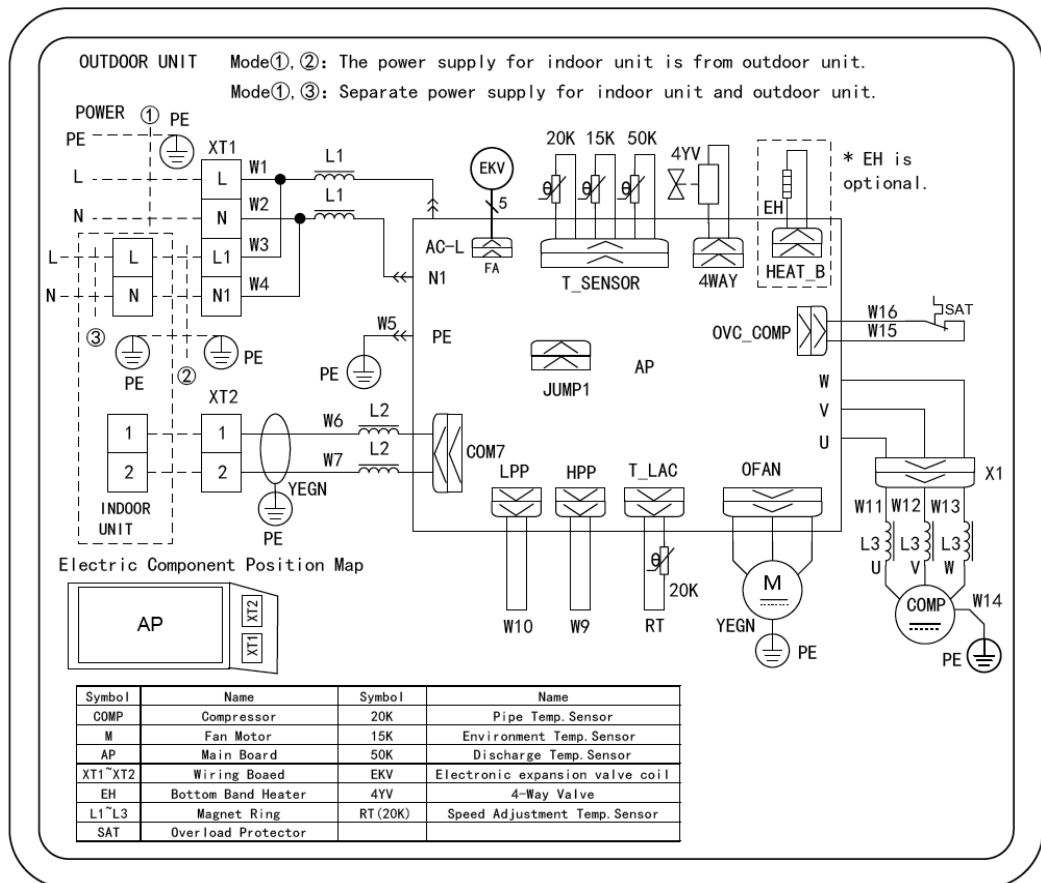 OUTDOOR UNIT Mode①,②: The power supply for indoor unit is from outdoor unit.
Mode①,③: Separate power supply for indoor unit and outdoor unit.
POWER ① PE
PE
XT1
L L W1 L1
N N W2 L1
L L L1 W3
N N N1 W4
③ PE ② PE
EKV 5 FA
20K 15K 50K
T_SENSOR
4YV
4WAY
EH
HEAT_B
* EH is
optional.
AC-L
N1
W5 PE
PE
JUMP1
AP
OVC_COMP
W16 SAT
W15
W
V
U
X1
XT2
1 1 W6 L2
2 2 W7 L2
COM7
YEGN
PE
INDOOR
UNIT
LPP HPP T_LAC OFAN
W10 W9 RT
20K
M
YEGN PE
W11 W12 W13
L3 L3 L3
U V W
COMP
W14
PE
Electric Component Position Map
AP
XT2
XT1
Symbol Name Symbol Name
COMP Compressor 20K Pipe Temp.Sensor
M Fan Motor 15K Environment Temp.Sensor
AP Main Board 50K Discharge Temp.Sensor
XT1~XT2 Wiring Boaed EKV Electronic expansion valve coil
EH Bottom Band Heater 4YV 4-Way Valve
L1~L3 Magnet Ring RT(20K) Speed Adjustment Temp.Sensor
SAT Overload Protector